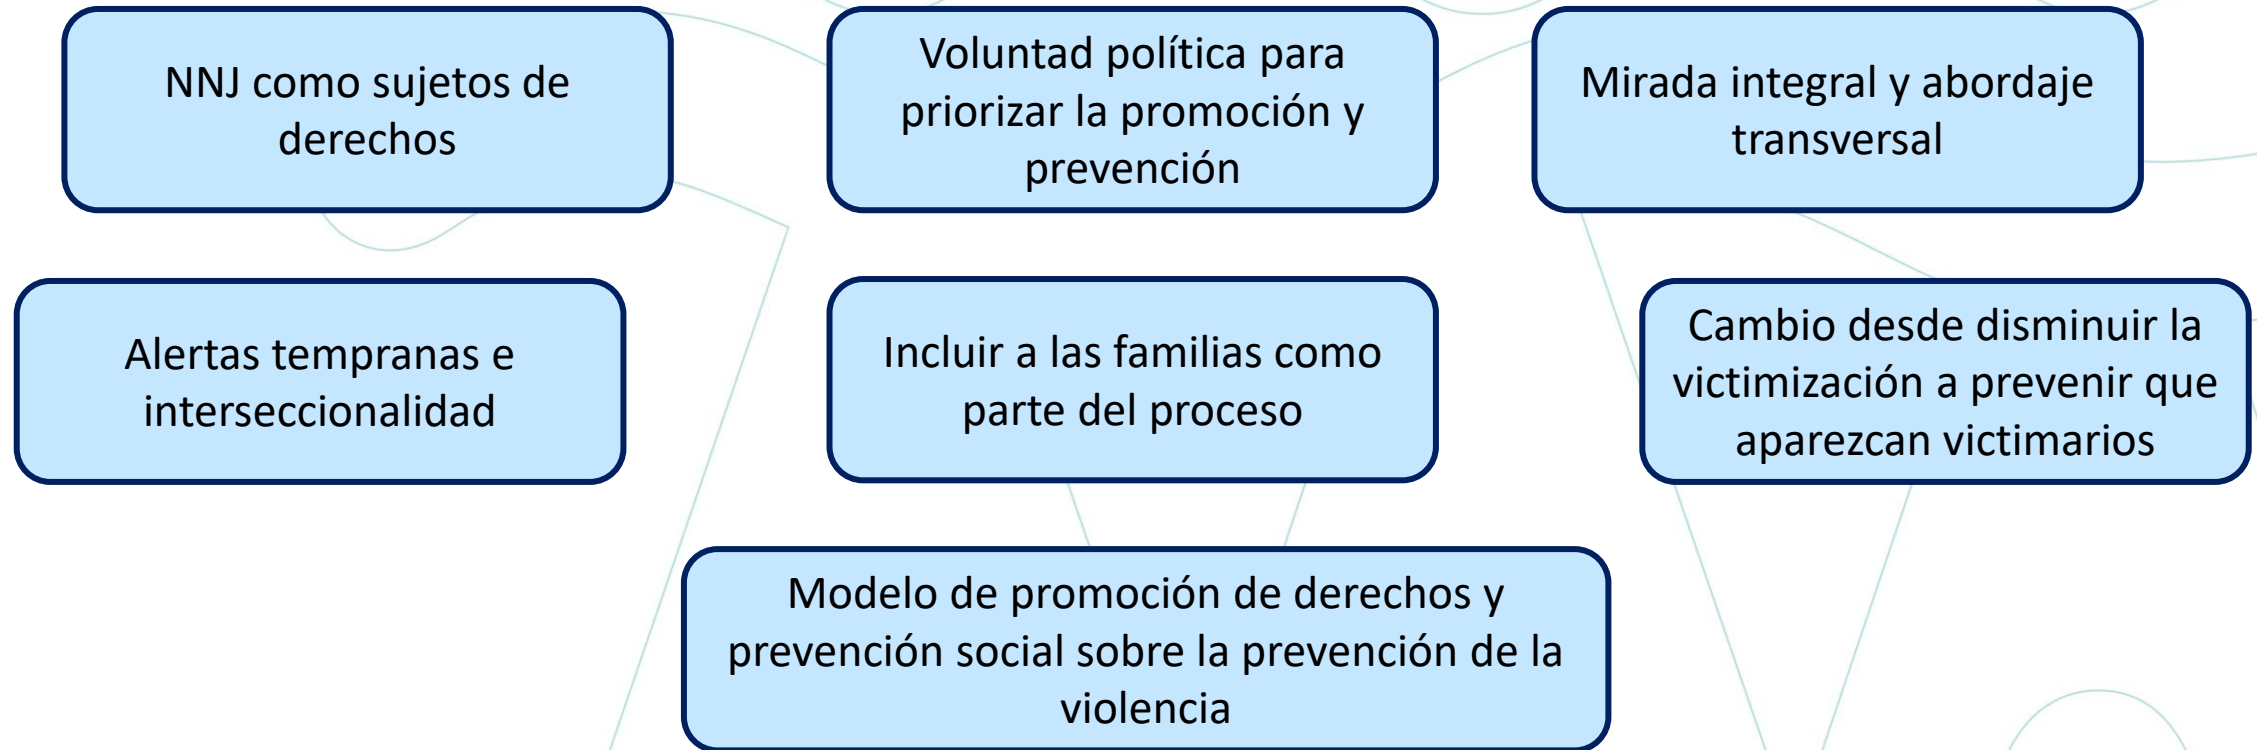 NNJ como sujetos de
derechos
Voluntad política para
priorizar la promoción y
prevención
Mirada integral y abordaje
transversal
Alertas tempranas e
interseccionalidad
Incluir a las familias como
parte del proceso
Cambio desde disminuir la
victimización a prevenir que
aparezcan victimarios
Modelo de promoción de derechos y
prevención social sobre la prevención de la
violencia